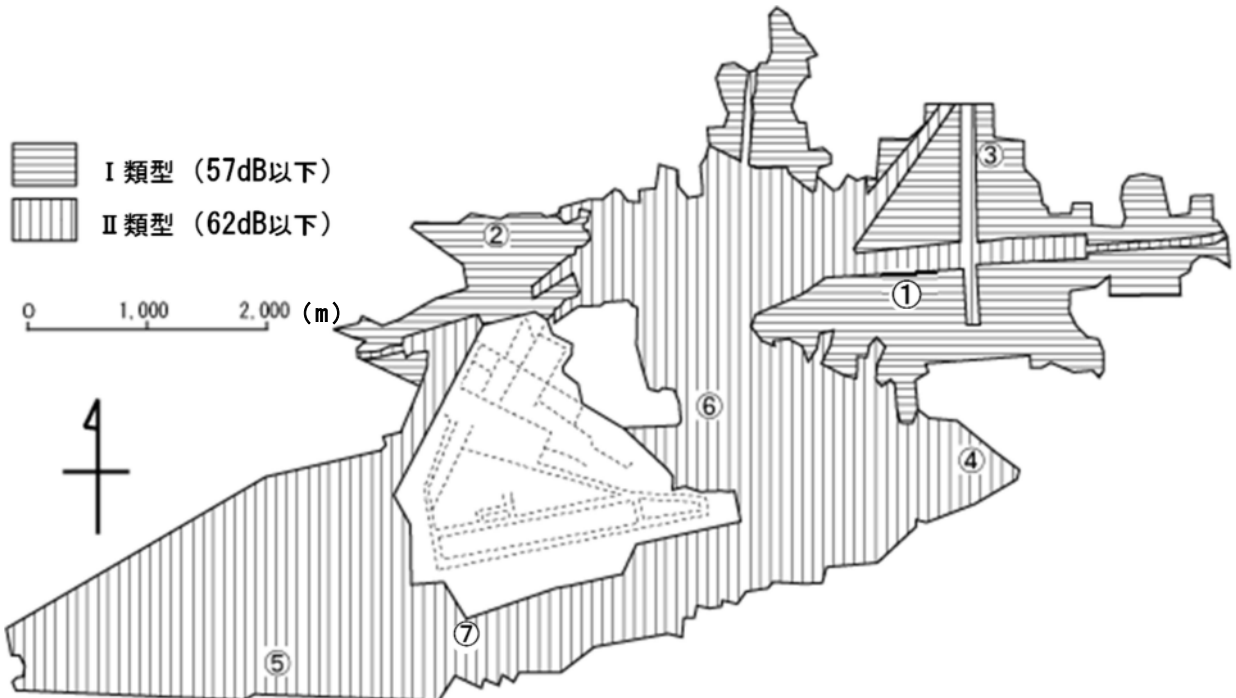 Ⅰ類型 (57dB以下)
Ⅱ類型 (62dB以下)
0 1,000 2,000 (m)
①
②
③
④
⑤
⑥
⑦